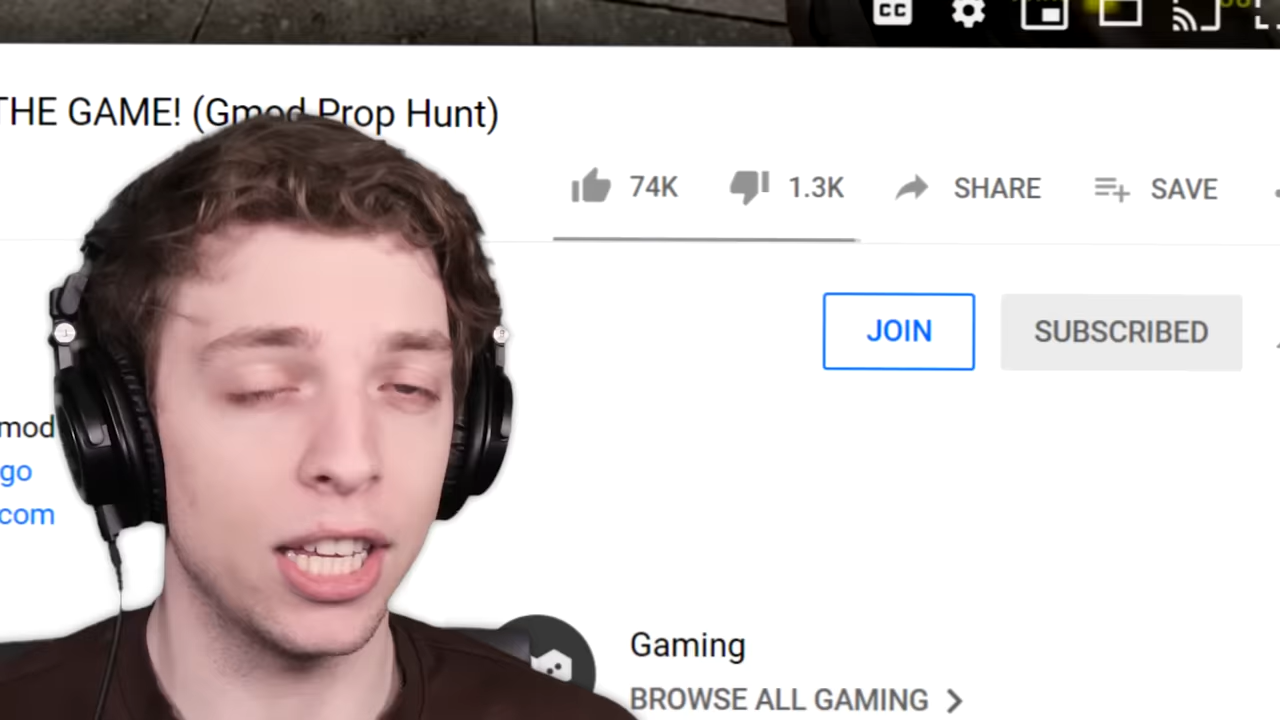 CC
THE GAME! (Gmod Prop Hunt)
74K 1.3K SHARE SAVE
JOIN SUBSCRIBED
mod
go
com
Gaming
BROWSE ALL GAMING